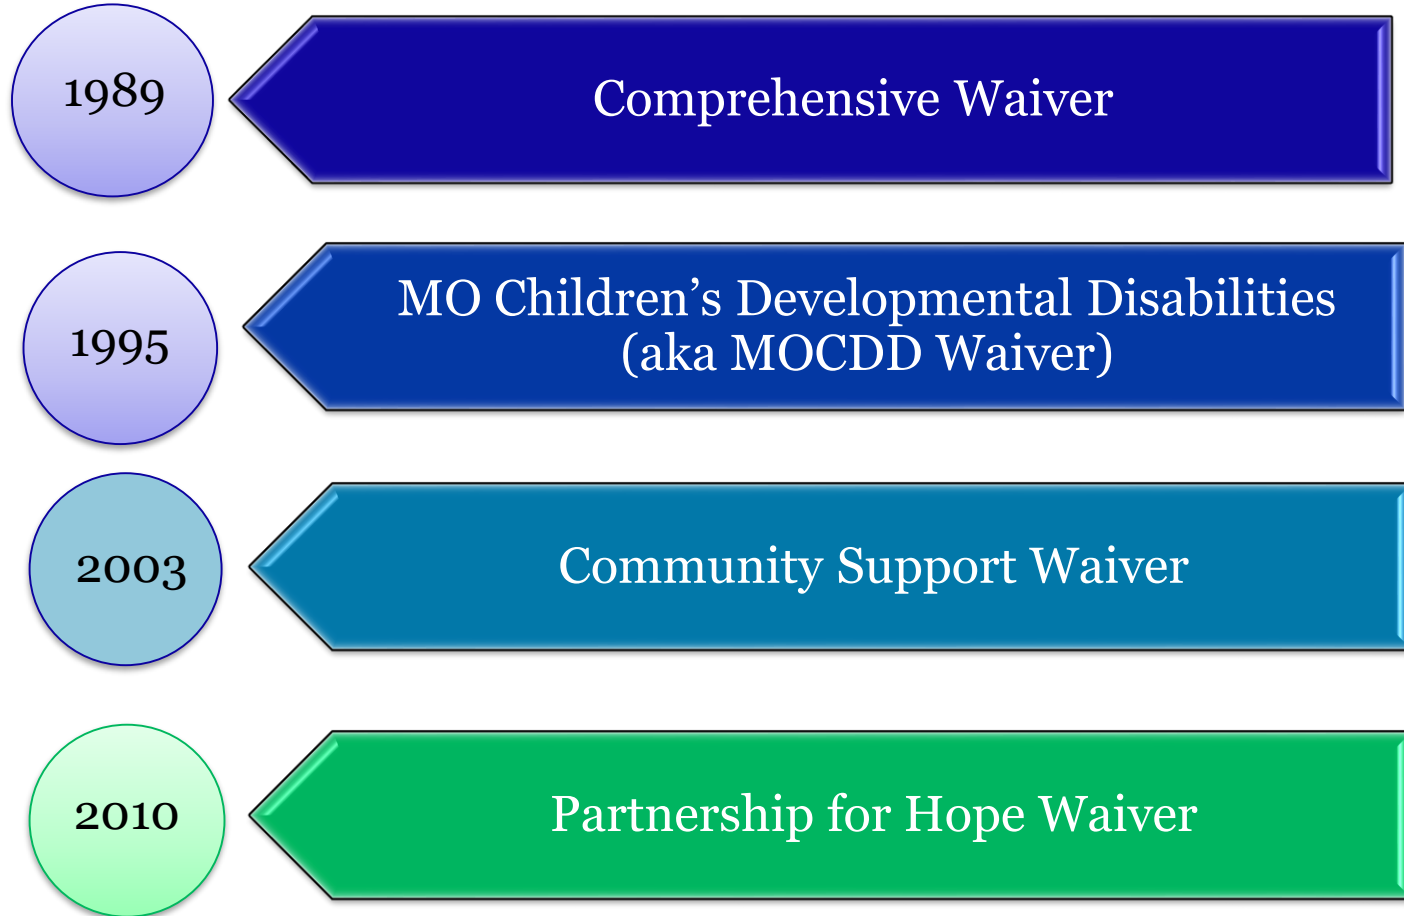 1989
Comprehensive Waiver
1995
MO Children’s Developmental Disabilities
(aka MOCDD Waiver)
2003
Community Support Waiver
2010
Partnership for Hope Waiver